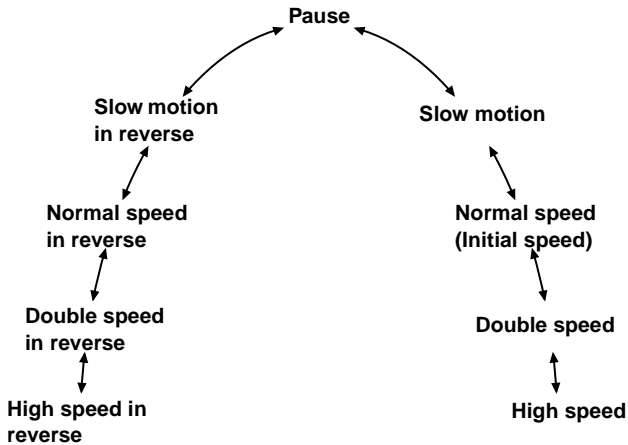 Pause
Slow motion
in reverse
Slow motion
Normal speed
in reverse
Normal speed
(Initial speed)
Double speed
in reverse
Double speed
High speed in
reverse
High speed